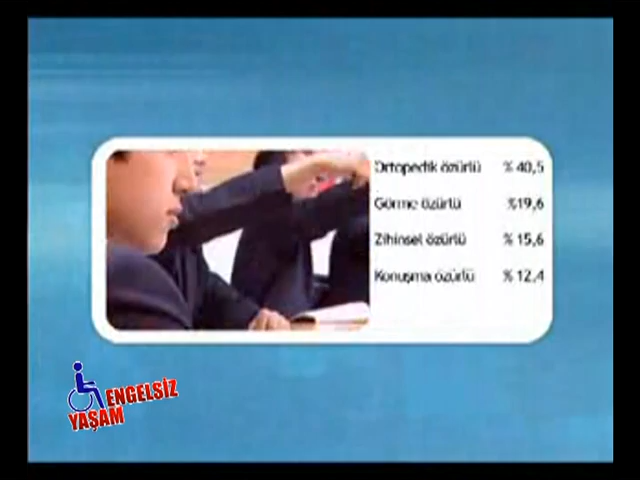 Ortopedik özürlü % 40,5
Görme özürlü %19,6
Zihinsel özürlü % 15,6
Konuşma özürlü % 12,4
ENGELSİZ
YAŞAM